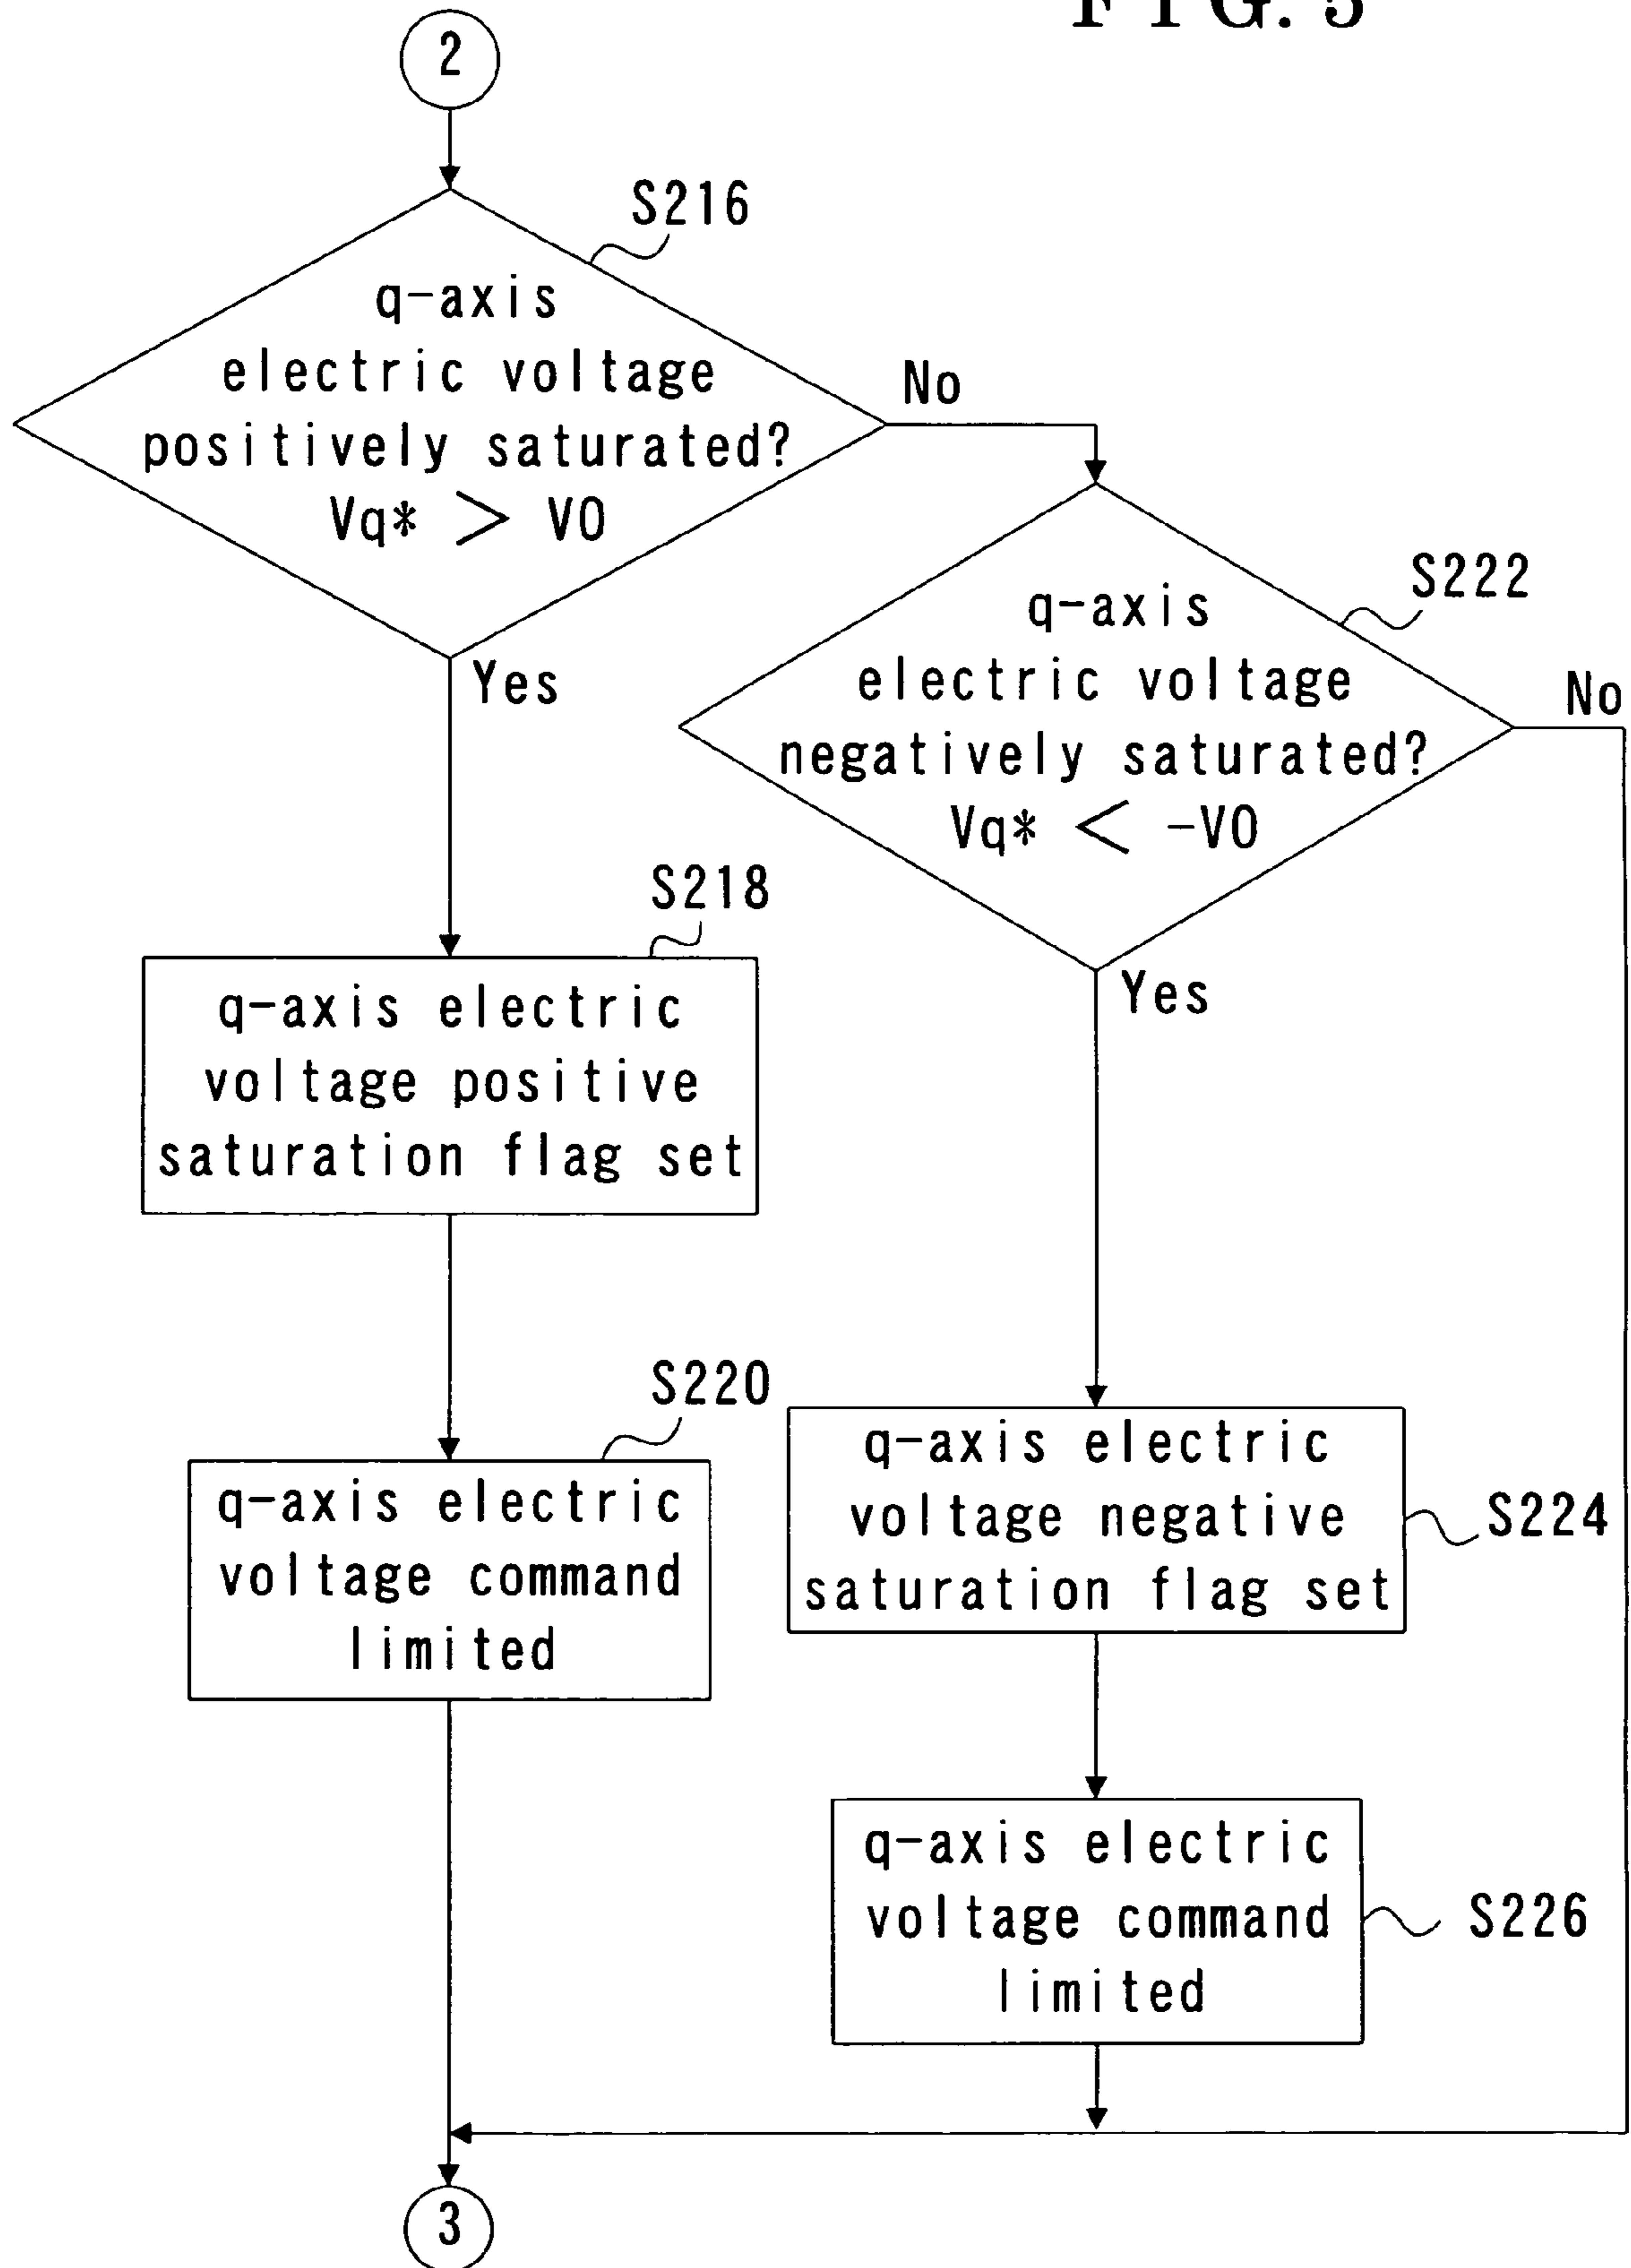 FIG. 5
2
S216
q-axis
electric voltage
positively saturated?
Vq* > V0
No
Yes
S222
q-axis
electric voltage
negatively saturated?
Vq* < -V0
No
Yes
S218
q-axis electric
voltage positive
saturation flag set
S220
q-axis electric
voltage command
limited
q-axis electric
voltage negative
saturation flag set
S224
q-axis electric
voltage command
limited
S226
3